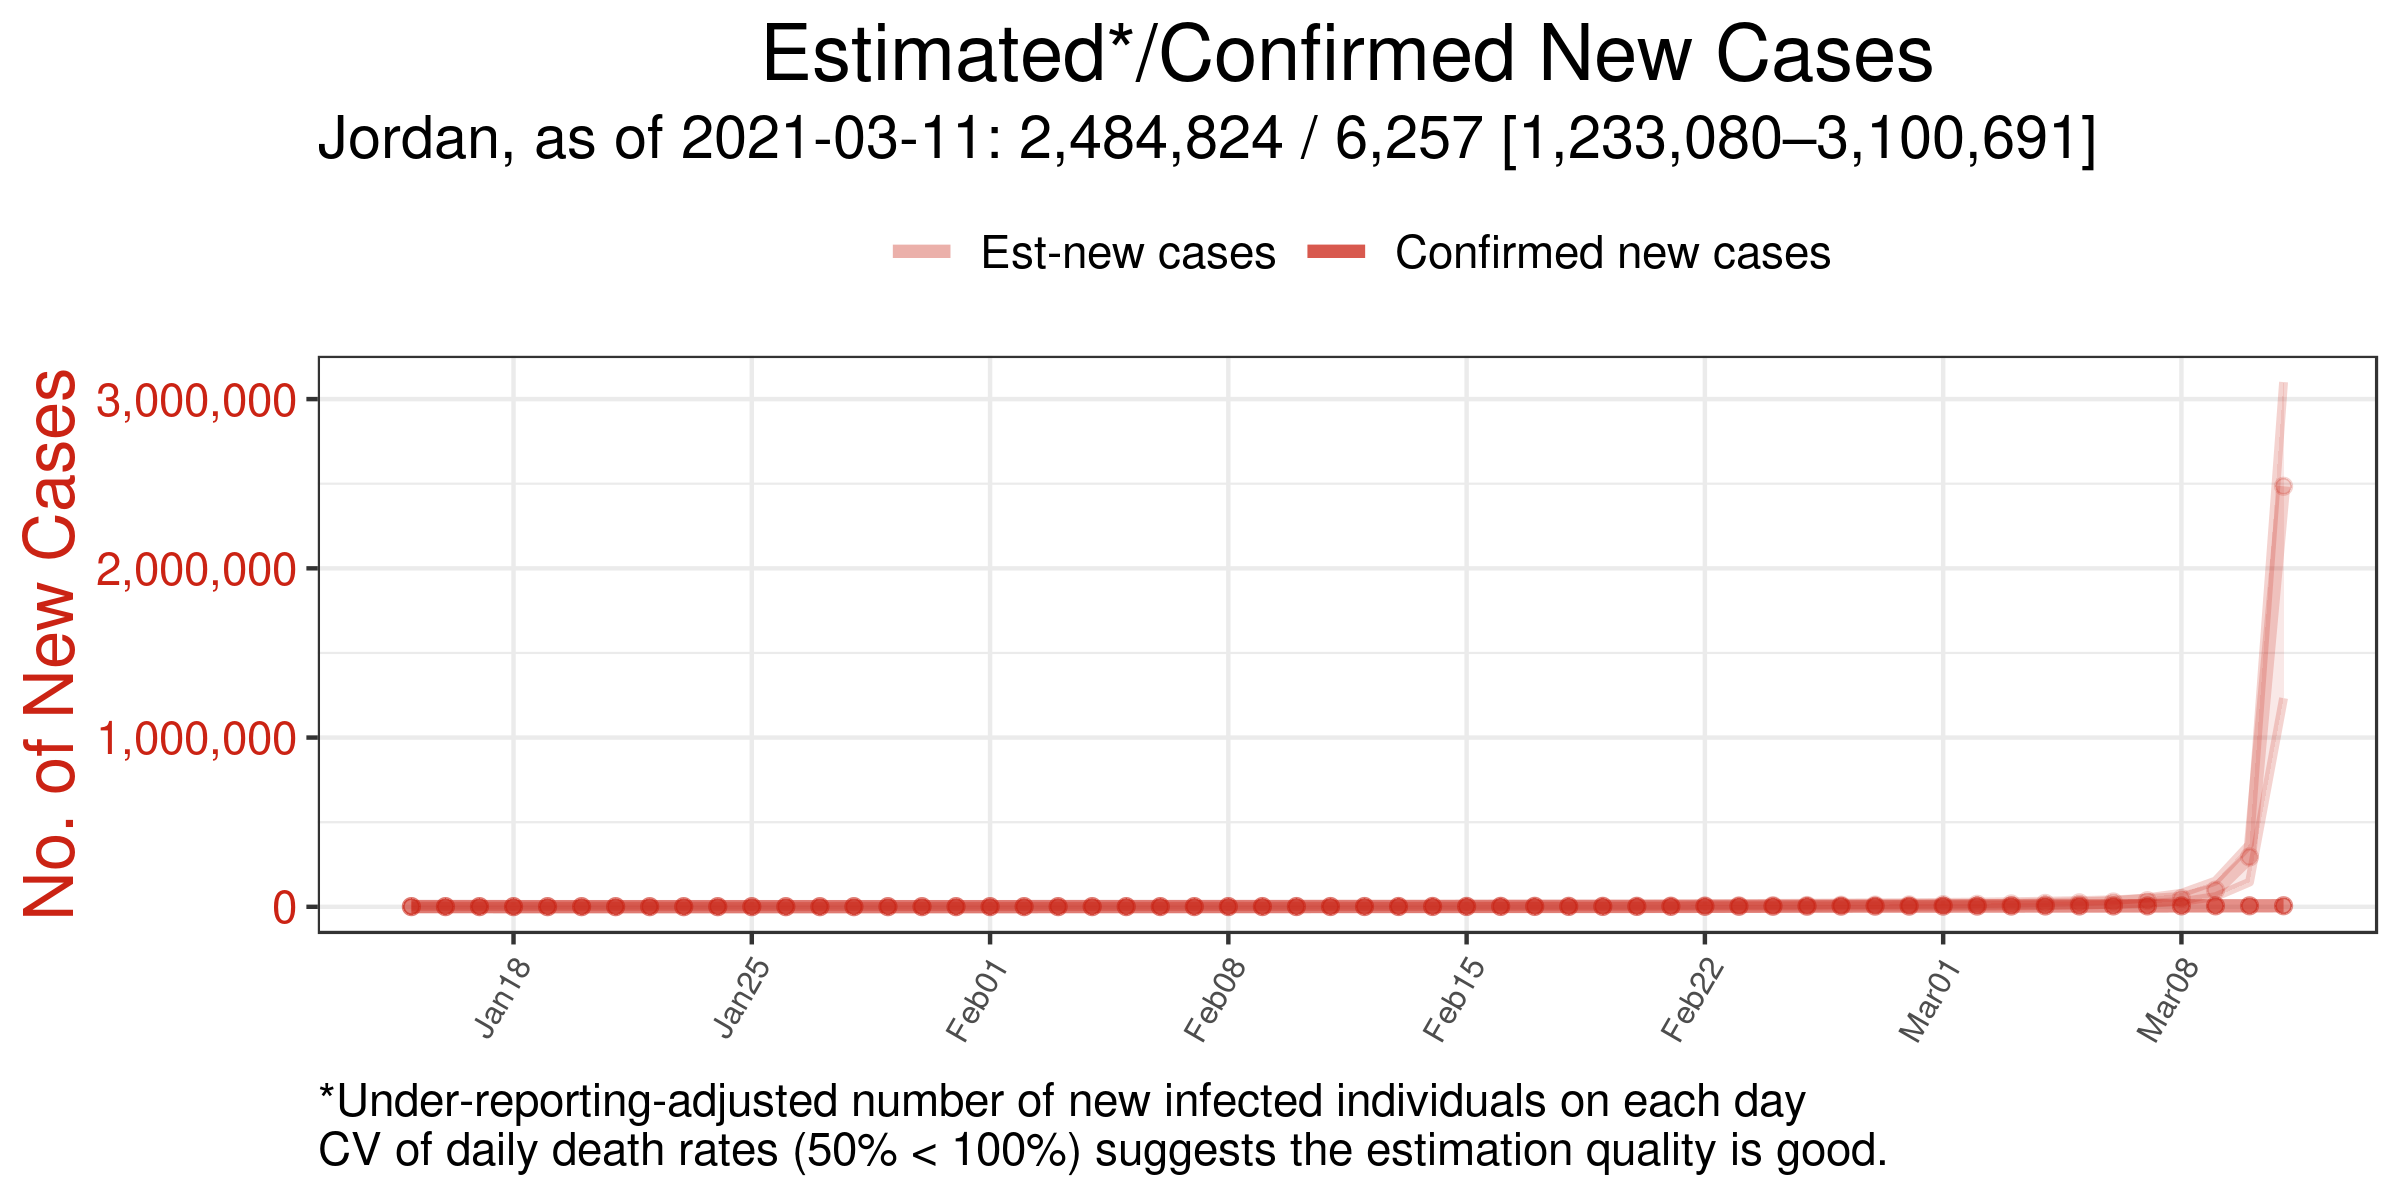 Estimated*/Confirmed New Cases
Jordan, as of 2021-03-11: 2,484,824 / 6,257 [1,233,080–3,100,691]
Est-new cases
Confirmed new cases
No. of New Cases
3,000,000
2,000,000
1,000,000
0
Jan18
Jan25
Feb01
Feb08
Feb15
Feb22
Mar01
Mar08
*Under-reporting-adjusted number of new infected individuals on each day
CV of daily death rates (50% < 100%) suggests the estimation quality is good.